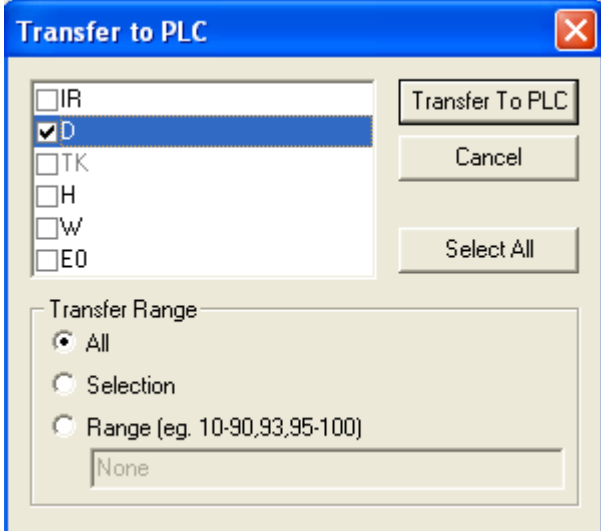 Transfer to PLC
IR
D
TK
H
W
E0
Transfer To PLC
Cancel
Select All
Transfer Range
All
Selection
Range (eg. 10-90,93,95-100)
None